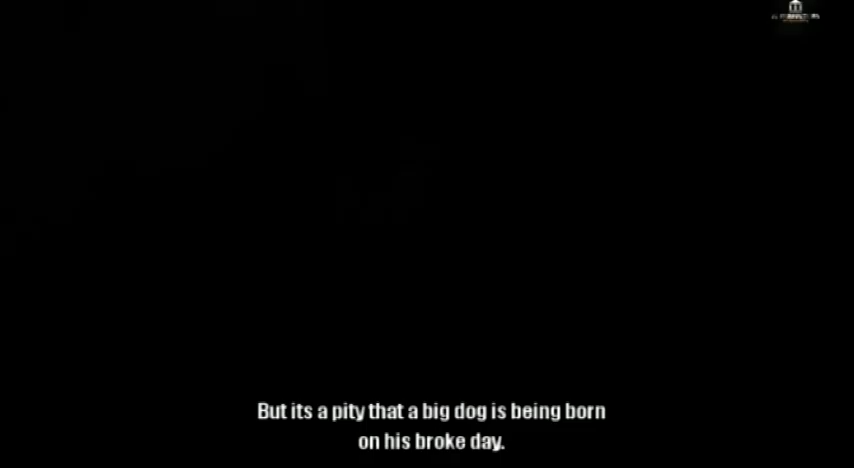 But its a pity that a big dog is being born
on his broke day.